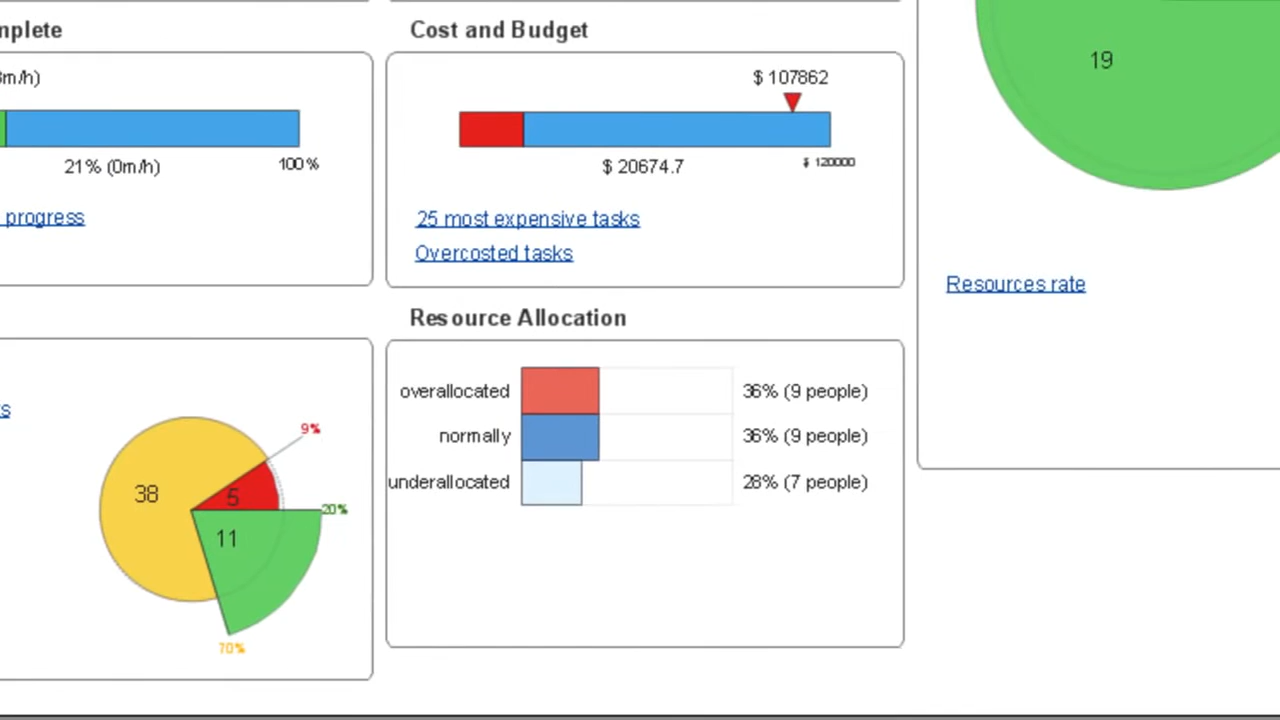 mplete
m/h)
21% (0m/h)
100 %
progress
s
38
9%
5
20%
11
70%
Cost and Budget
$ 107862
$ 20674.7
$ 120000
25 most expensive tasks
Overcosted tasks
Resource Allocation
overallocated 36% (9 people)
normally 36% (9 people)
underallocated 28% (7 people)
19
Resources rate